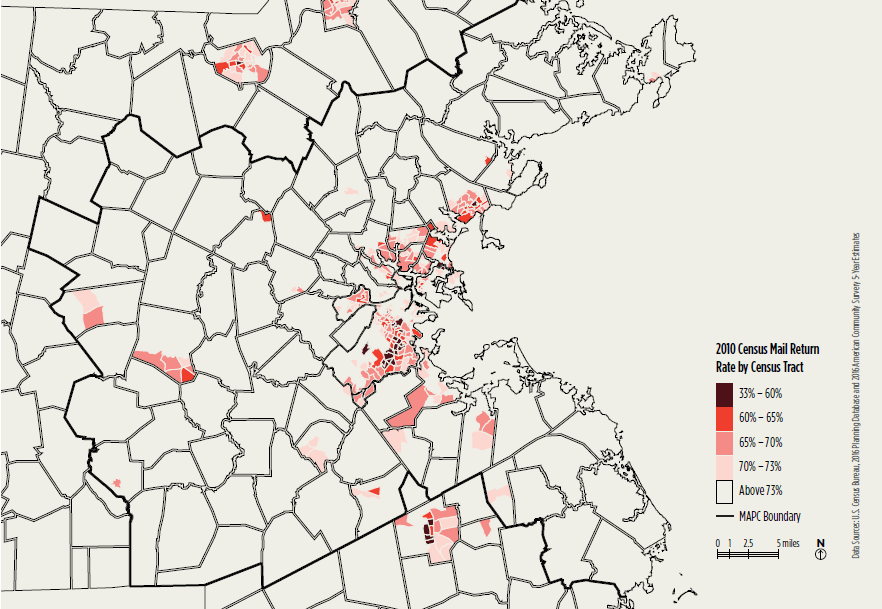 2010 Census Mail Return
Rate by Census Tract
33% – 60%
60% – 65%
65% – 70%
70% – 73%
Above 73%
MAPC Boundary
0 1 2.5 5 miles
N
Data Sources: U.S. Census Bureau, 2016 Planning Database and 2016 American Community Survey 5-Year Estimates